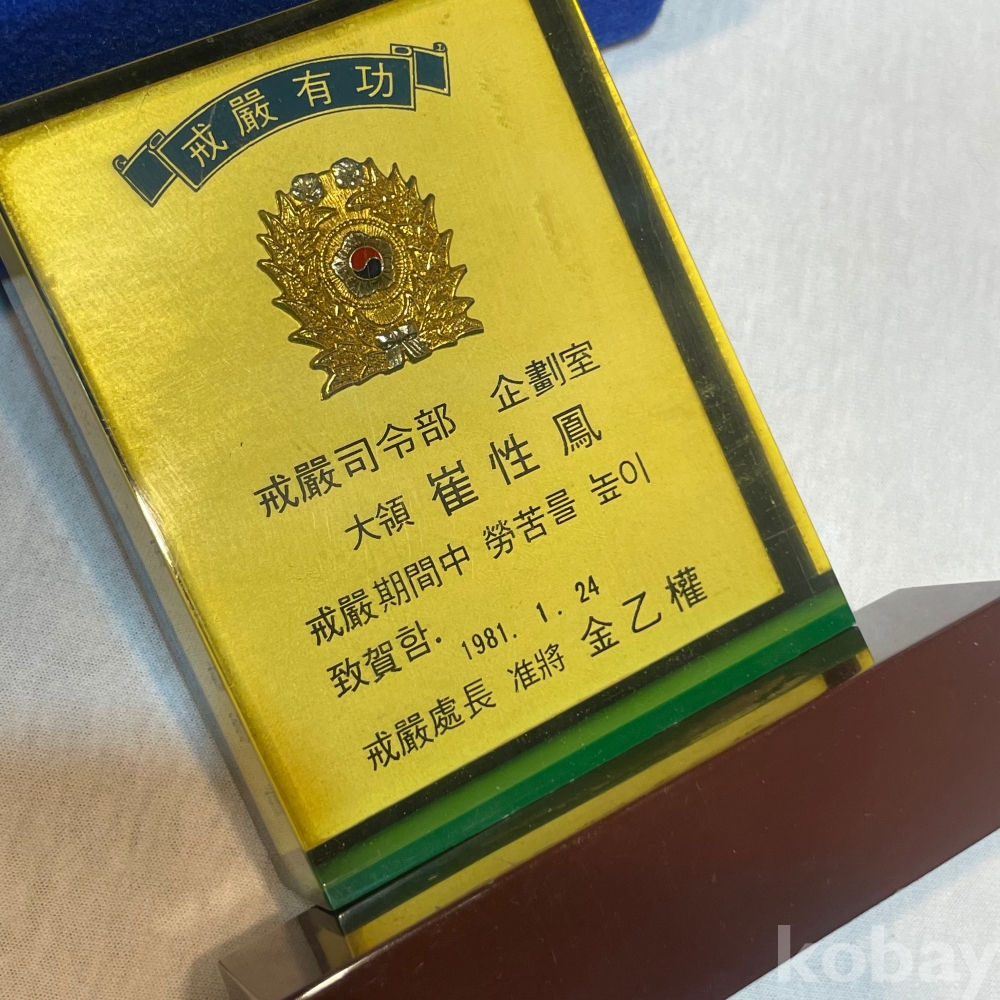 戒嚴有功
戒嚴司令部 企劃室
大領 崔性鳳
戒嚴期間中 勞苦를 높이
致賀함. 1981. 1. 24
戒嚴處長 准將 金乙權
kobay